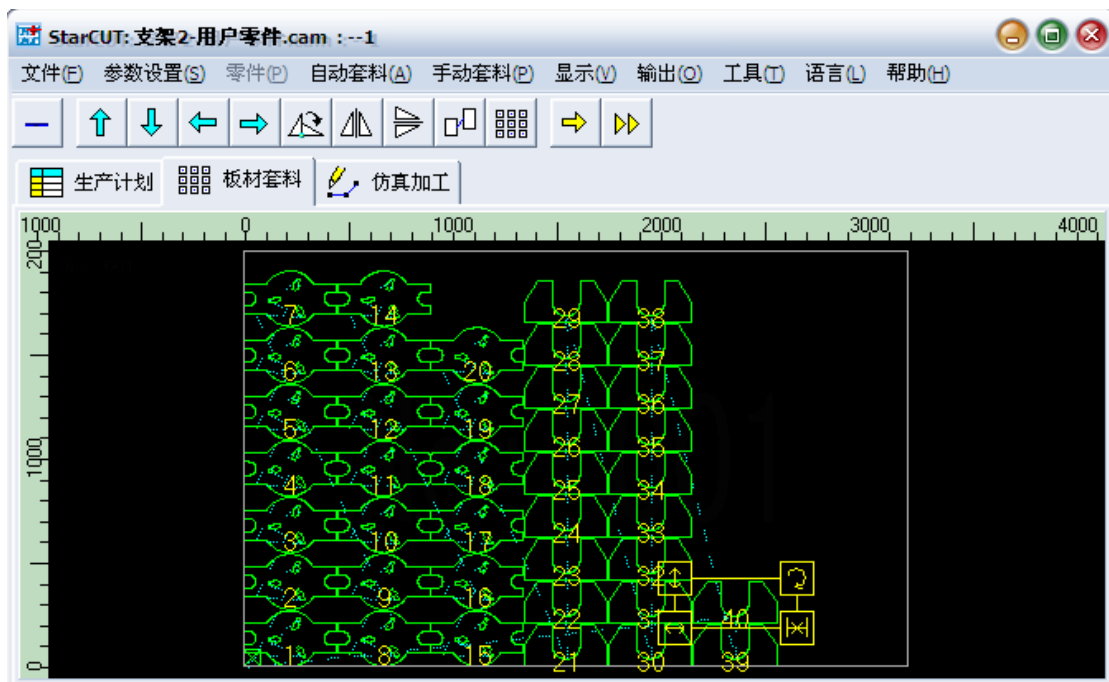 StarCUT: 支架2-用户零件.cam :--1
文件(F) 参数设置(S) 零件(P) 自动套料(A) 手动套料(P) 显示(V) 输出(O) 工具(T) 语言(L) 帮助(H)
生产计划 板材套料 仿真加工
1000 0 1000 2000 3000 4000
200
7 14 29 38
6 13 20 28 37
5 12 19 27 36
26 35
1000
4 11 18 25 34
3 10 17 24 33
2 9 16 23 32
22 31 40
0
1 8 15 21 30 39